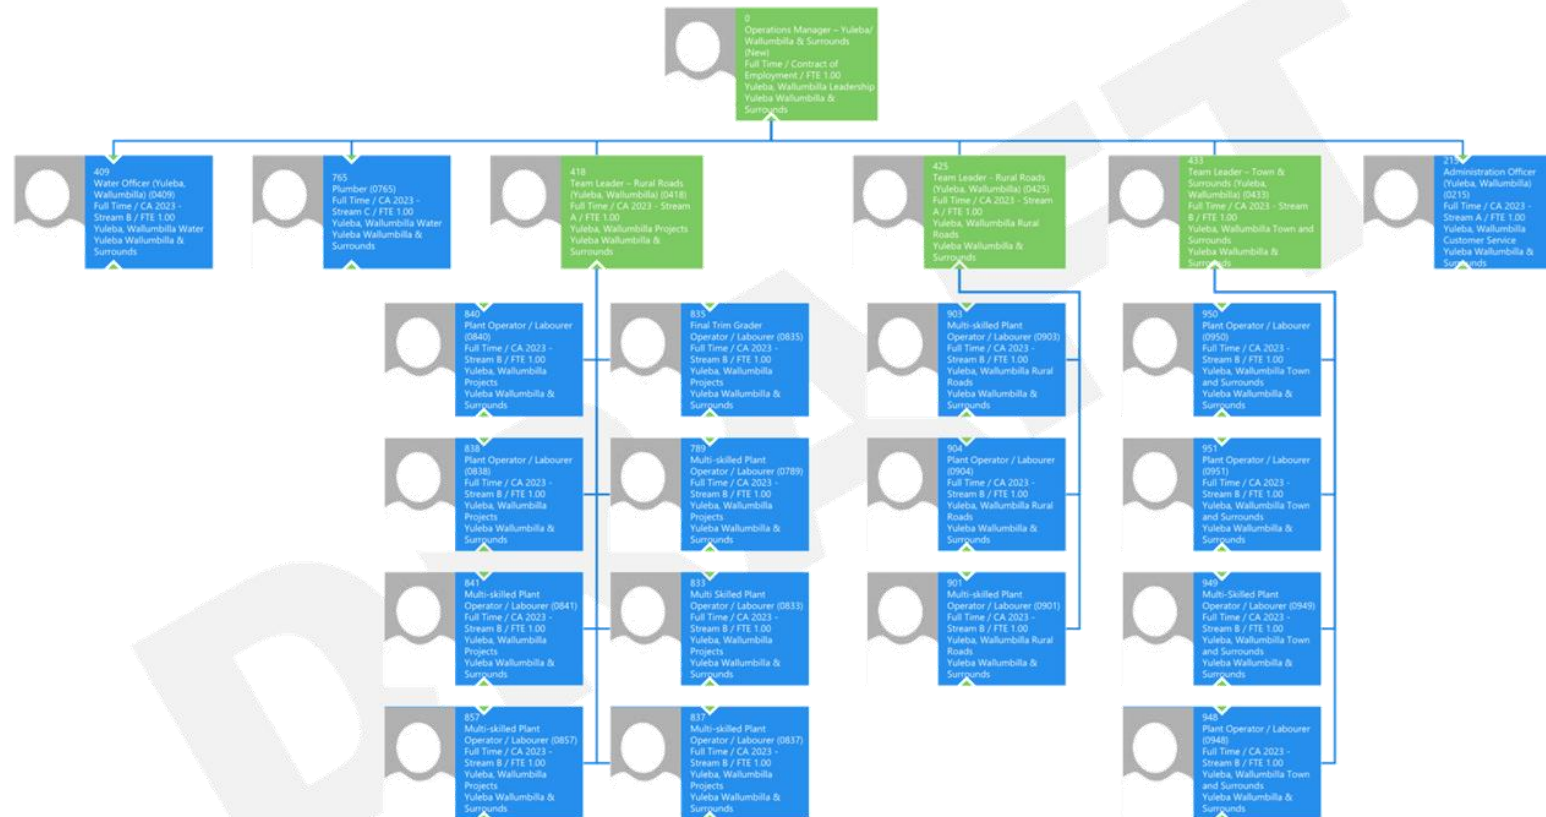 0
Operations Manager – Yuleba/
Wallumbilla & Surrounds
(New)
Full Time / Contract of
Employment / FTE 1.00
Yuleba, Wallumbilla Leadership
Yuleba Wallumbilla &
Surrounds
409
Water Officer (Yuleba,
Wallumbilla) (0409)
Full Time / CA 2023 -
Stream B / FTE 1.00
Yuleba, Wallumbilla Water
Yuleba Wallumbilla &
Surrounds
765
Plumber (0765)
Full Time / CA 2023 -
Stream C / FTE 1.00
Yuleba, Wallumbilla Water
Yuleba Wallumbilla &
Surrounds
418
Team Leader – Rural Roads
(Yuleba, Wallumbilla) (0418)
Full Time / CA 2023 - Stream
A / FTE 1.00
Yuleba, Wallumbilla Projects
Yuleba Wallumbilla &
Surrounds
425
Team Leader - Rural Roads
(Yuleba, Wallumbilla) (0425)
Full Time / CA 2023 - Stream
A / FTE 1.00
Yuleba, Wallumbilla Rural
Roads
Yuleba Wallumbilla &
Surrounds
433
Team Leader – Town &
Surrounds (Yuleba,
Wallumbilla) (0433)
Full Time / CA 2023 - Stream
B / FTE 1.00
Yuleba, Wallumbilla Town and
Surrounds
Yuleba Wallumbilla &
Surrounds
215
Administration Officer
(Yuleba, Wallumbilla)
(0215)
Full Time / CA 2023 -
Stream A / FTE 1.00
Yuleba, Wallumbilla
Customer Service
Yuleba Wallumbilla &
Surrounds
840
Plant Operator / Labourer
(0840)
Full Time / CA 2023 -
Stream B / FTE 1.00
Yuleba, Wallumbilla
Projects
Yuleba Wallumbilla &
Surrounds
835
Final Trim Grader
Operator / Labourer (0835)
Full Time / CA 2023 -
Stream B / FTE 1.00
Yuleba, Wallumbilla
Projects
Yuleba Wallumbilla &
Surrounds
903
Multi-skilled Plant
Operator / Labourer (0903)
Full Time / CA 2023 -
Stream B / FTE 1.00
Yuleba, Wallumbilla Rural
Roads
Yuleba Wallumbilla &
Surrounds
950
Plant Operator / Labourer
(0950)
Full Time / CA 2023 -
Stream B / FTE 1.00
Yuleba, Wallumbilla Town
and Surrounds
Yuleba Wallumbilla &
Surrounds
838
Plant Operator / Labourer
(0838)
Full Time / CA 2023 -
Stream B / FTE 1.00
Yuleba, Wallumbilla
Projects
Yuleba Wallumbilla &
Surrounds
789
Multi-skilled Plant
Operator / Labourer (0789)
Full Time / CA 2023 -
Stream B / FTE 1.00
Yuleba, Wallumbilla
Projects
Yuleba Wallumbilla &
Surrounds
904
Plant Operator / Labourer
(0904)
Full Time / CA 2023 -
Stream B / FTE 1.00
Yuleba, Wallumbilla Rural
Roads
Yuleba Wallumbilla &
Surrounds
951
Plant Operator / Labourer
(0951)
Full Time / CA 2023 -
Stream B / FTE 1.00
Yuleba, Wallumbilla Town
and Surrounds
Yuleba Wallumbilla &
Surrounds
841
Multi-skilled Plant
Operator / Labourer (0841)
Full Time / CA 2023 -
Stream B / FTE 1.00
Yuleba, Wallumbilla
Projects
Yuleba Wallumbilla &
Surrounds
833
Multi Skilled Plant
Operator / Labourer (0833)
Full Time / CA 2023 -
Stream B / FTE 1.00
Yuleba, Wallumbilla
Projects
Yuleba Wallumbilla &
Surrounds
901
Multi-skilled Plant
Operator / Labourer (0901)
Full Time / CA 2023 -
Stream B / FTE 1.00
Yuleba, Wallumbilla Rural
Roads
Yuleba Wallumbilla &
Surrounds
949
Multi-Skilled Plant
Operator / Labourer (0949)
Full Time / CA 2023 -
Stream B / FTE 1.00
Yuleba, Wallumbilla Town
and Surrounds
Yuleba Wallumbilla &
Surrounds
857
Multi-skilled Plant
Operator / Labourer (0857)
Full Time / CA 2023 -
Stream B / FTE 1.00
Yuleba, Wallumbilla
Projects
Yuleba Wallumbilla &
Surrounds
837
Multi-skilled Plant
Operator / Labourer (0837)
Full Time / CA 2023 -
Stream B / FTE 1.00
Yuleba, Wallumbilla
Projects
Yuleba Wallumbilla &
Surrounds
948
Plant Operator / Labourer
(0948)
Full Time / CA 2023 -
Stream B / FTE 1.00
Yuleba, Wallumbilla Town
and Surrounds
Yuleba Wallumbilla &
Surrounds
DRAFT